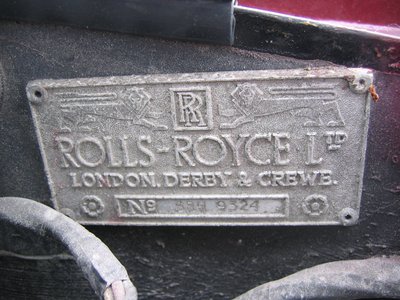 RR
ROLLS-ROYCE LTD
LONDON, DERBY & CREWE.
No 9324